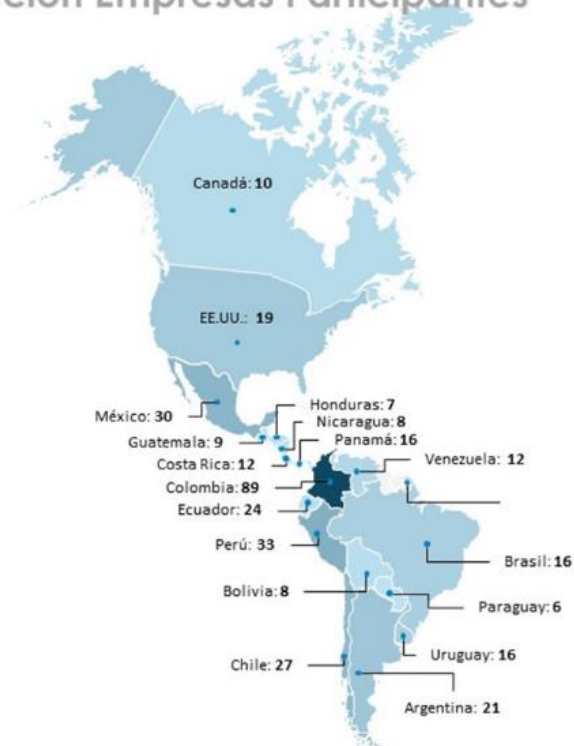 Empresas Participantes
Canadá: 10
EE.UU.: 19
México: 30
Honduras: 7
Nicaragua: 8
Guatemala: 9
Panamá: 16
Costa Rica: 12
Venezuela: 12
Colombia: 89
Ecuador: 24
Perú: 33
Brasil: 16
Bolivia: 8
Paraguay: 6
Uruguay: 16
Chile: 27
Argentina: 21